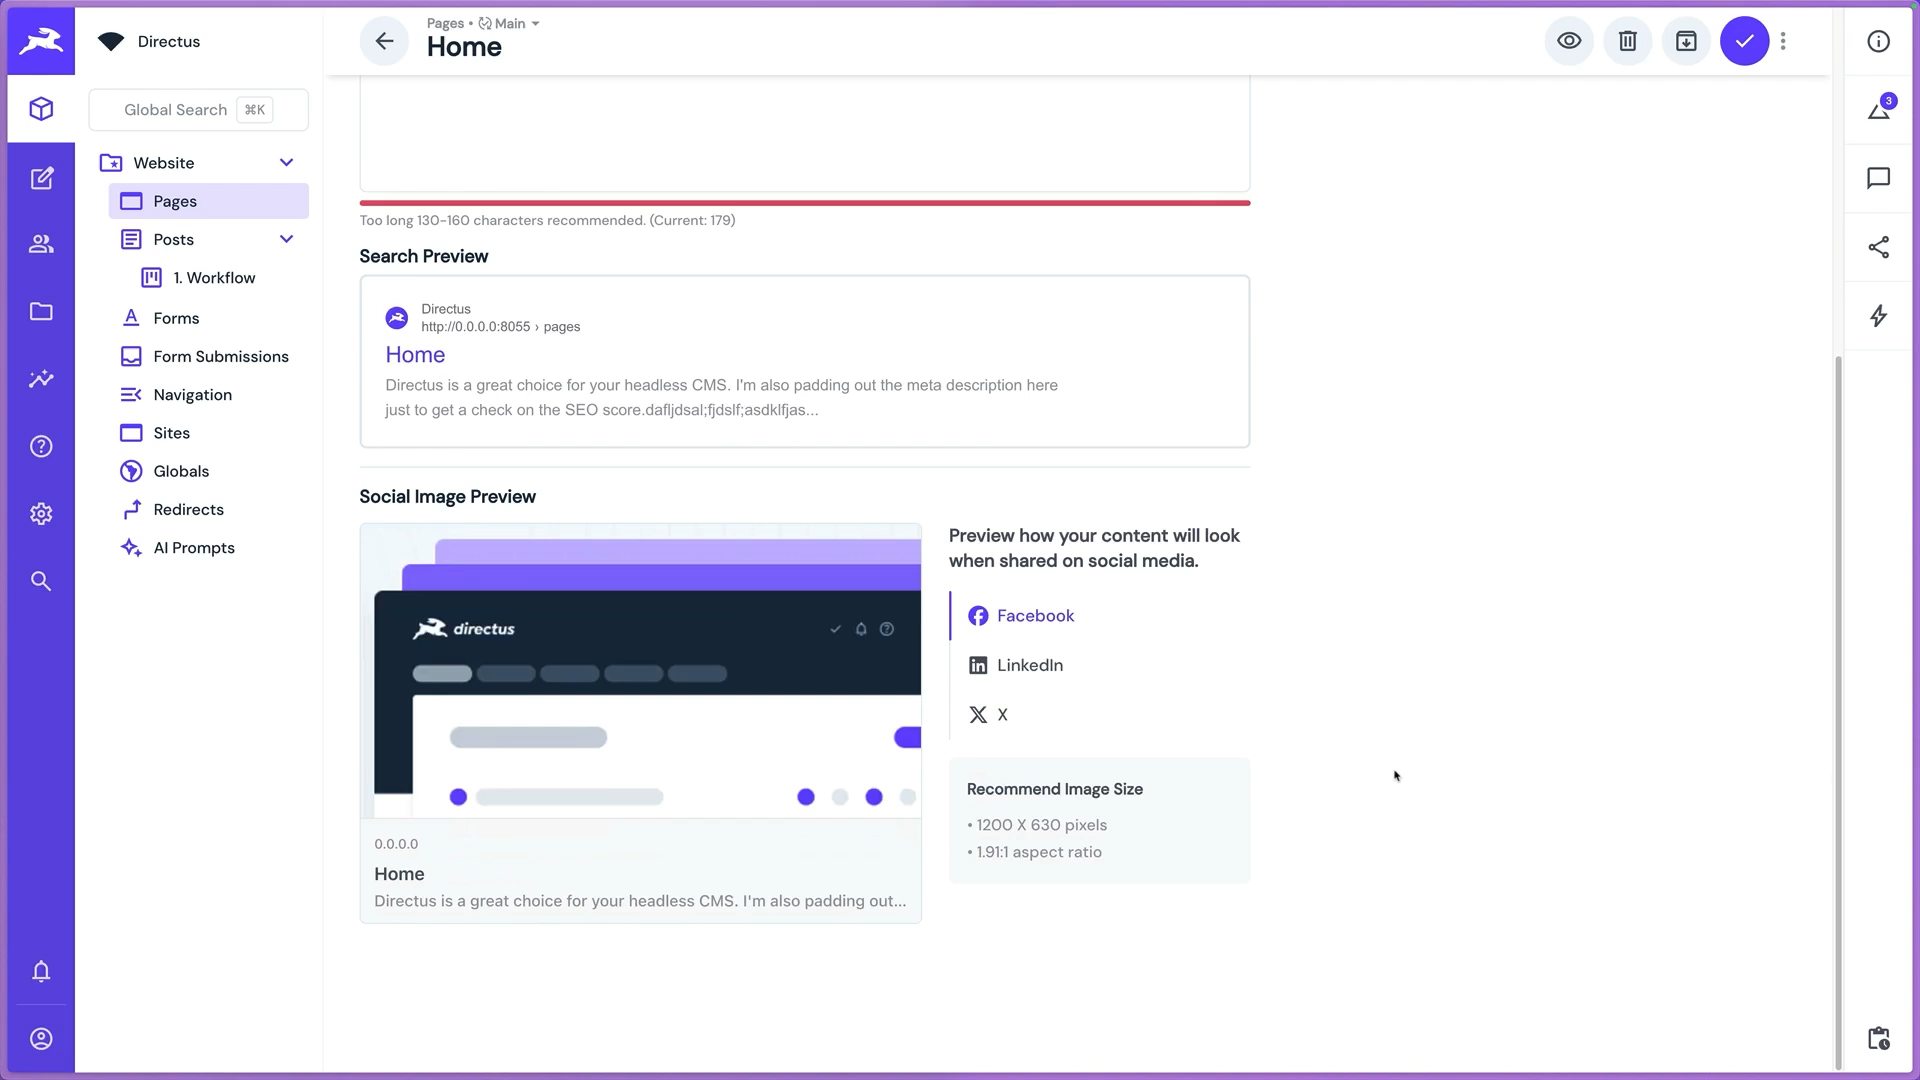 Directus
Pages • Main
Home
Global Search ⌘K
3
Website
Pages
Posts
1. Workflow
Forms
Form Submissions
Navigation
Sites
Globals
Redirects
AI Prompts
Too long 130-160 characters recommended. (Current: 179)
Search Preview
Directus
http://0.0.0.0:8055 › pages
Home
Directus is a great choice for your headless CMS. I'm also padding out the meta description here
just to get a check on the SEO score.dafljdsal;fjdslf;asdklfjas...
Social Image Preview
directus
0.0.0.0
Home
Directus is a great choice for your headless CMS. I'm also padding out...
Preview how your content will look
when shared on social media.
Facebook
LinkedIn
X
Recommend Image Size
• 1200 X 630 pixels
• 1.91:1 aspect ratio